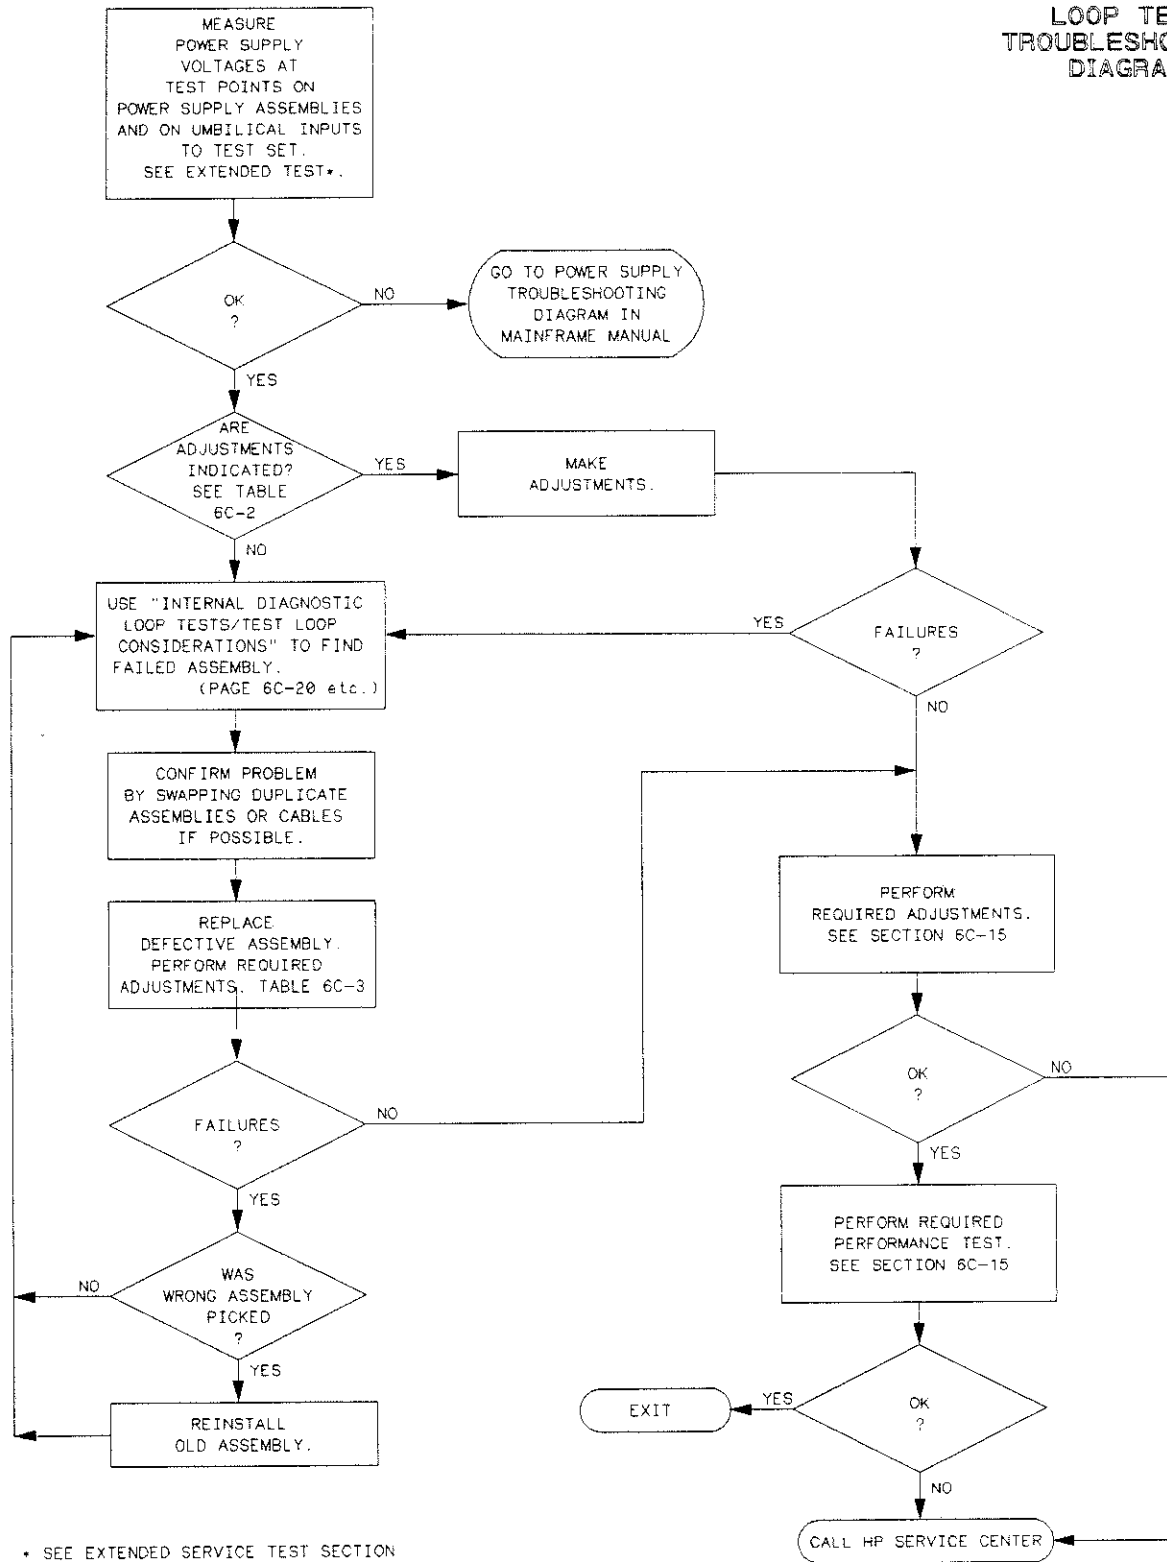 LOOP TE
TROUBLESHO
DIAGRA
MEASURE
POWER SUPPLY
VOLTAGES AT
TEST POINTS ON
POWER SUPPLY ASSEMBLIES
AND ON UMBILICAL INPUTS
TO TEST SET.
SEE EXTENDED TEST*.
OK
?
NO
GO TO POWER SUPPLY
TROUBLESHOOTING
DIAGRAM IN
MAINFRAME MANUAL
YES
ARE
ADJUSTMENTS
INDICATED?
SEE TABLE
6C-2
YES
MAKE
ADJUSTMENTS.
NO
USE "INTERNAL DIAGNOSTIC
LOOP TESTS/TEST LOOP
CONSIDERATIONS" TO FIND
FAILED ASSEMBLY.
(PAGE 6C-20 etc.)
YES
FAILURES
?
NO
CONFIRM PROBLEM
BY SWAPPING DUPLICATE
ASSEMBLIES OR CABLES
IF POSSIBLE.
REPLACE
DEFECTIVE ASSEMBLY.
PERFORM REQUIRED
ADJUSTMENTS. TABLE 6C-3
PERFORM
REQUIRED ADJUSTMENTS.
SEE SECTION 6C-15
FAILURES
?
NO
OK
?
NO
YES
YES
WAS
WRONG ASSEMBLY
PICKED
?
NO
PERFORM REQUIRED
PERFORMANCE TEST.
SEE SECTION 6C-15
YES
REINSTALL
OLD ASSEMBLY.
EXIT
YES
OK
?
NO
CALL HP SERVICE CENTER
* SEE EXTENDED SERVICE TEST SECTION